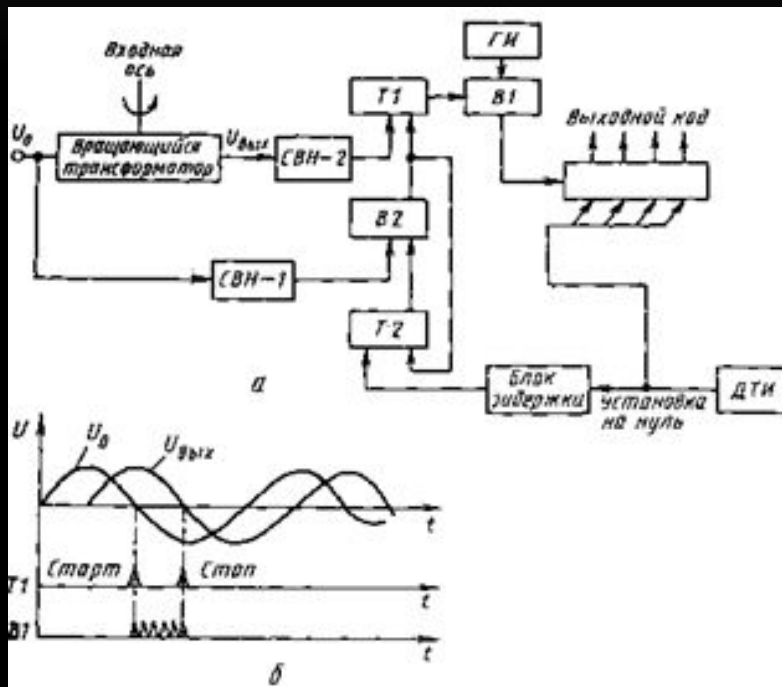 Входная
ось
ГИ
Т1
В1
Выходной код
U₀
Вращающийся
трансформатор
Uвых
СВН-2
В2
СВН-1
Т-2
а
Блок
задержки
Установка
на нуль
ДТИ
U
U₀
Uвых
t
Старт
Стоп
Т1
t
В1
t
б